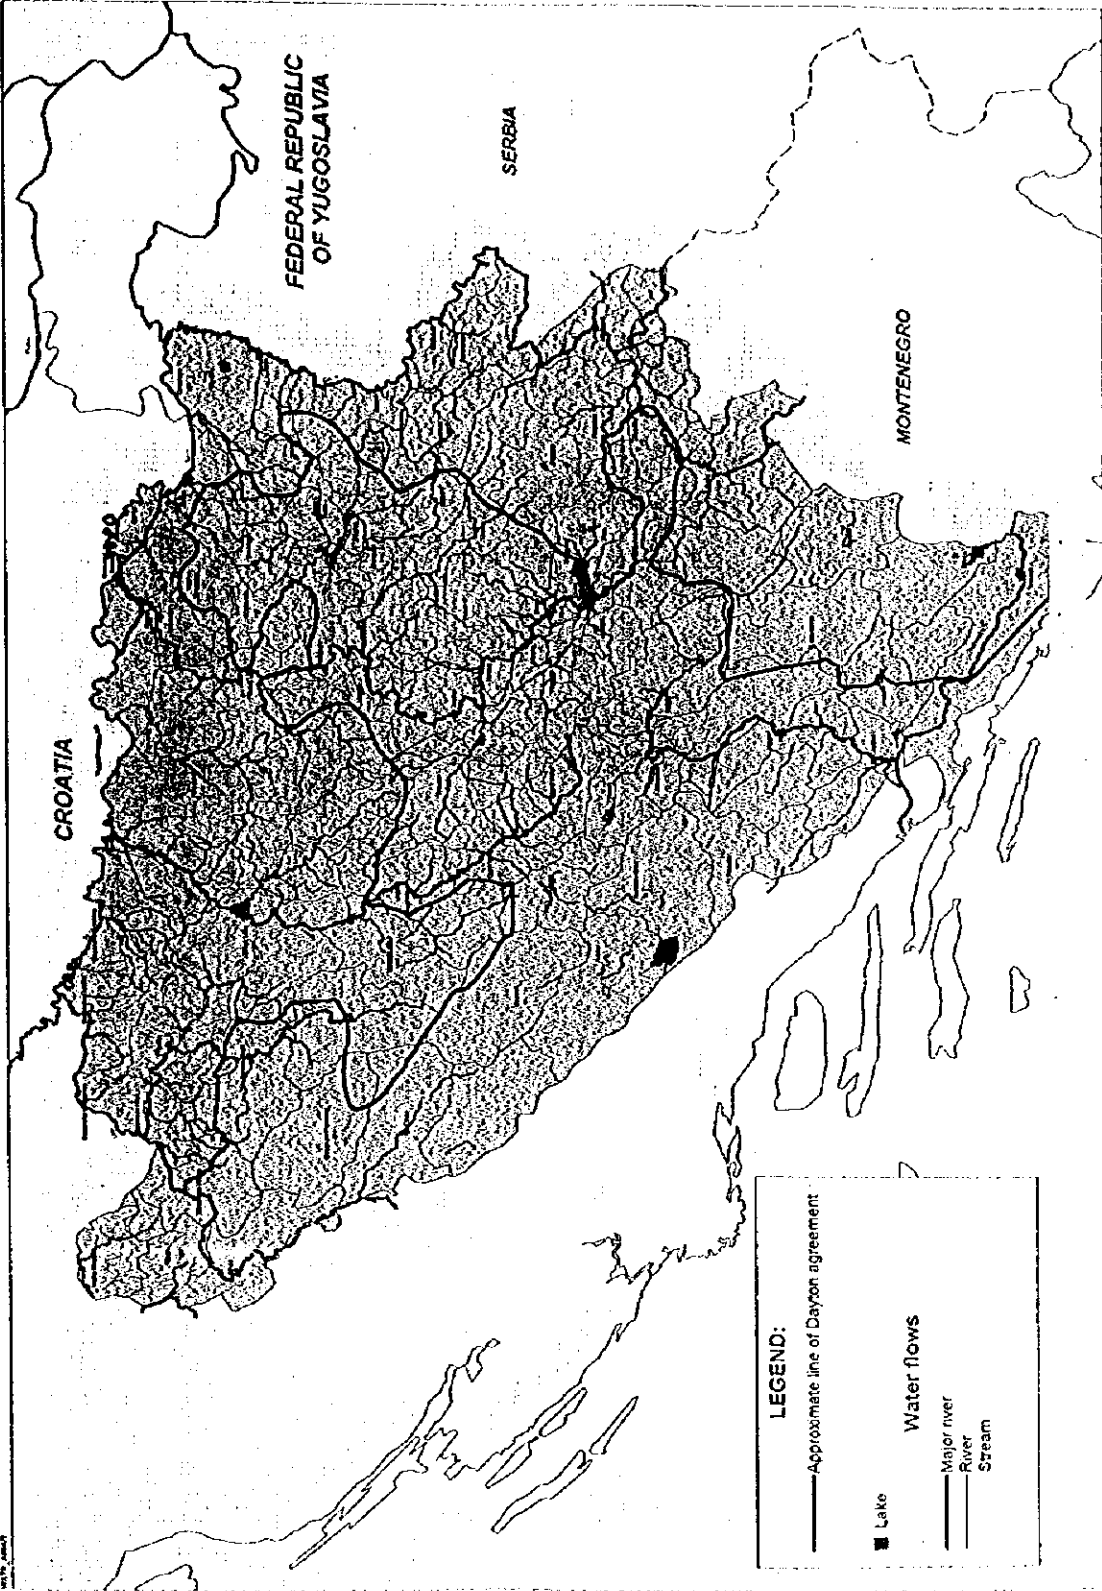 CROATIA
FEDERAL REPUBLIC
OF YUGOSLAVIA
SERBIA
MONTENEGRO
LEGEND:
Approximate line of Dayton agreement
Lake
Water flows
Major river
River
Stream